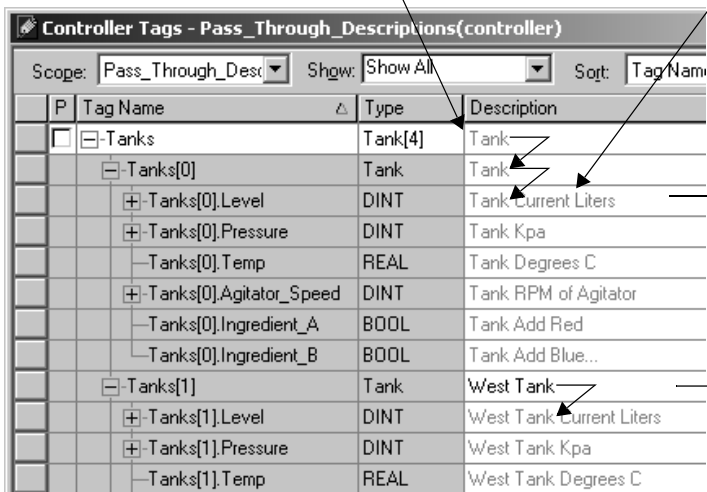 Controller Tags - Pass_Through_Descriptions(controller)
Scope: Pass_Through_Desc Show: Show All Sort: Tag Name
P Tag Name Type Description
Tanks Tank[4] Tank
Tanks[0] Tank Tank
Tanks[0].Level DINT Tank Current Liters
Tanks[0].Pressure DINT Tank Kpa
Tanks[0].Temp REAL Tank Degrees C
Tanks[0].Agitator_Speed DINT Tank RPM of Agitator
Tanks[0].Ingredient_A BOOL Tank Add Red
Tanks[0].Ingredient_B BOOL Tank Add Blue...
Tanks[1] Tank West Tank
Tanks[1].Level DINT West Tank Current Liters
Tanks[1].Pressure DINT West Tank Kpa
Tanks[1].Temp REAL West Tank Degrees C